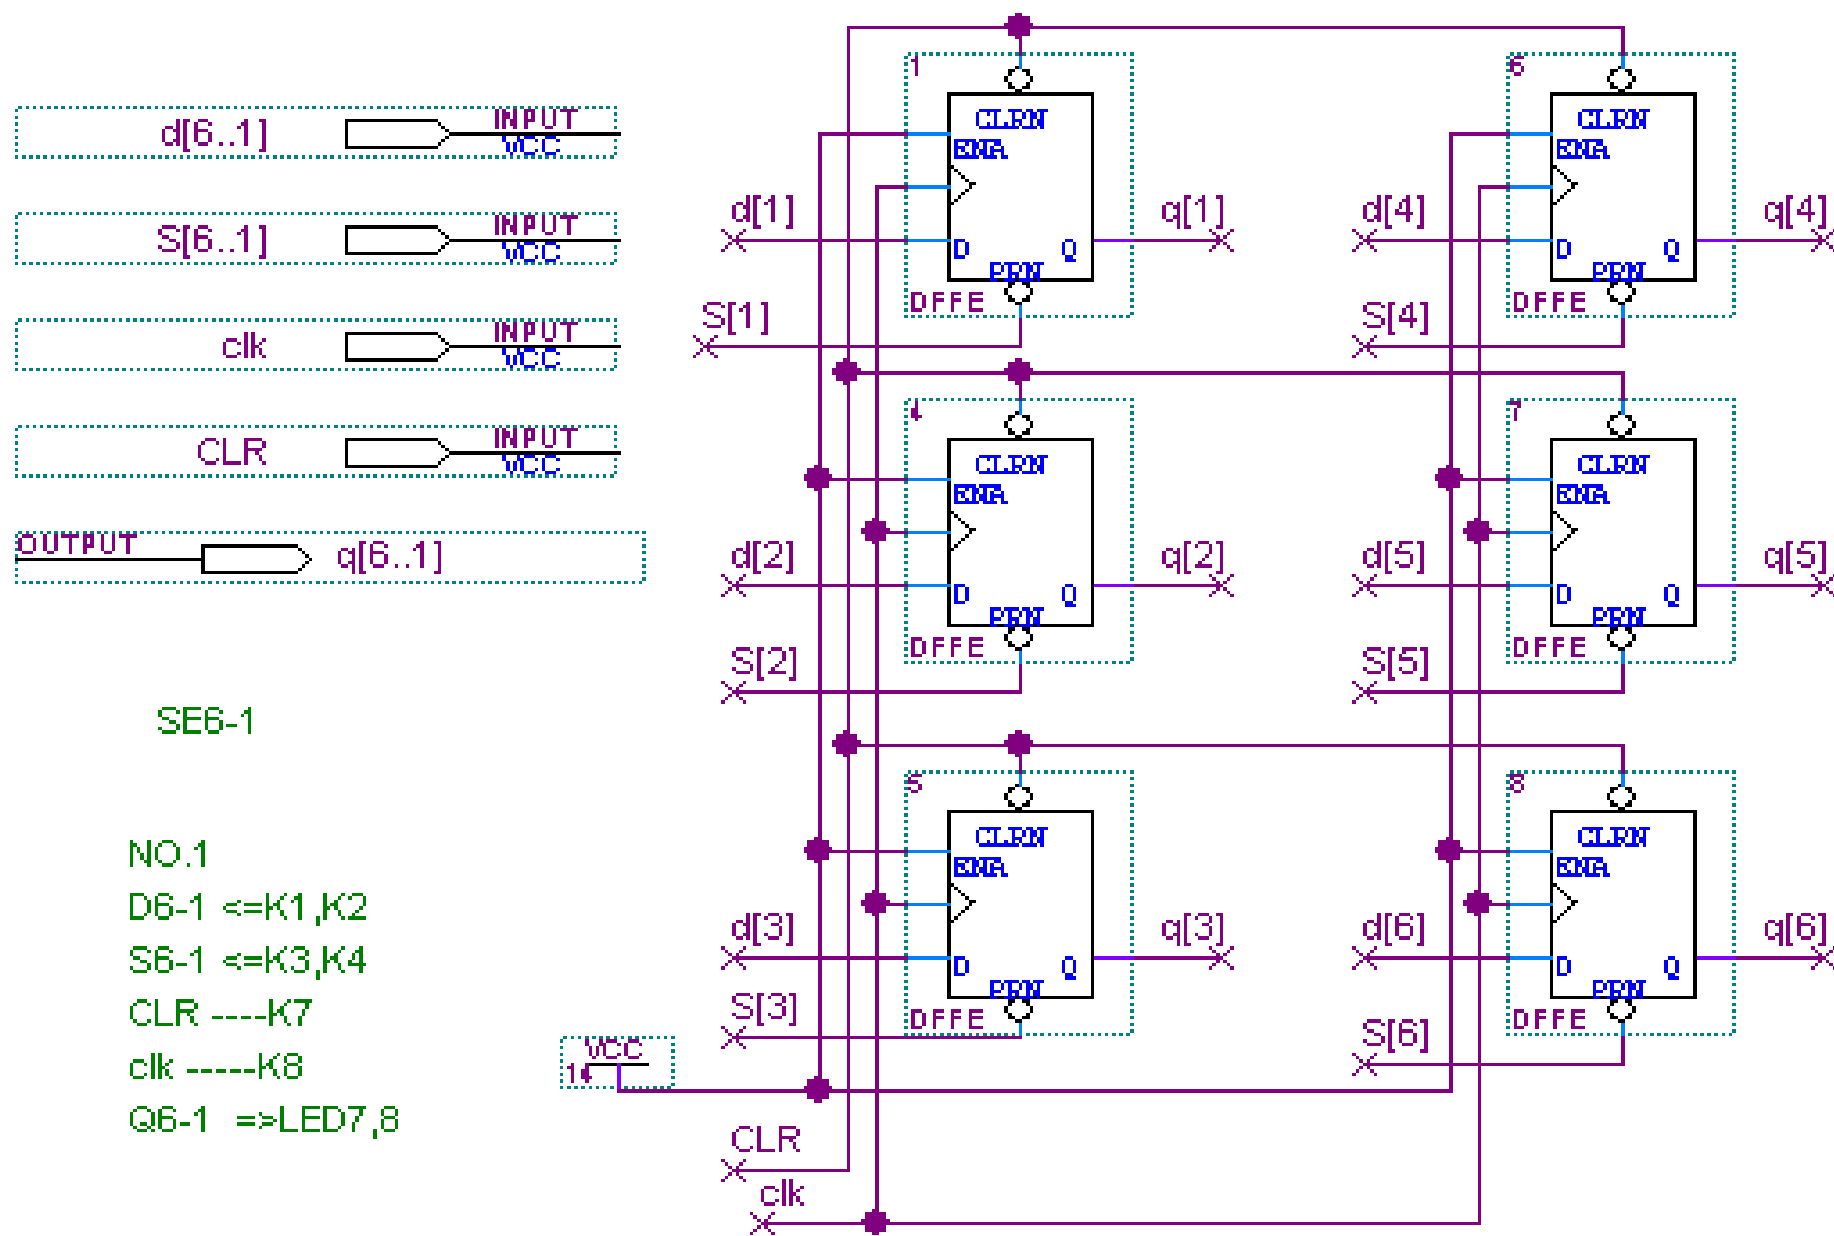 d[6..1] INPUT
VCC
S[6..1] INPUT
VCC
clk INPUT
VCC
CLR INPUT
VCC
OUTPUT q[6..1]
SE6-1
NO.1
D6-1 <=K1,K2
S6-1 <=K3,K4
CLR ----K7
clk -----K8
Q6-1 =>LED7,8
1
CLRN
ENA
d[1]
q[1]
D Q
PRN
DFFE
S[1]
6
CLRN
ENA
d[4]
q[4]
D Q
PRN
DFFE
S[4]
CLRN
ENA
d[2]
q[2]
D Q
PRN
DFFE
S[2]
7
CLRN
ENA
d[5]
q[5]
D Q
PRN
DFFE
S[5]
5
CLRN
ENA
d[3]
q[3]
D Q
PRN
DFFE
S[3]
8
CLRN
ENA
d[6]
q[6]
D Q
PRN
DFFE
S[6]
VCC
CLR
clk